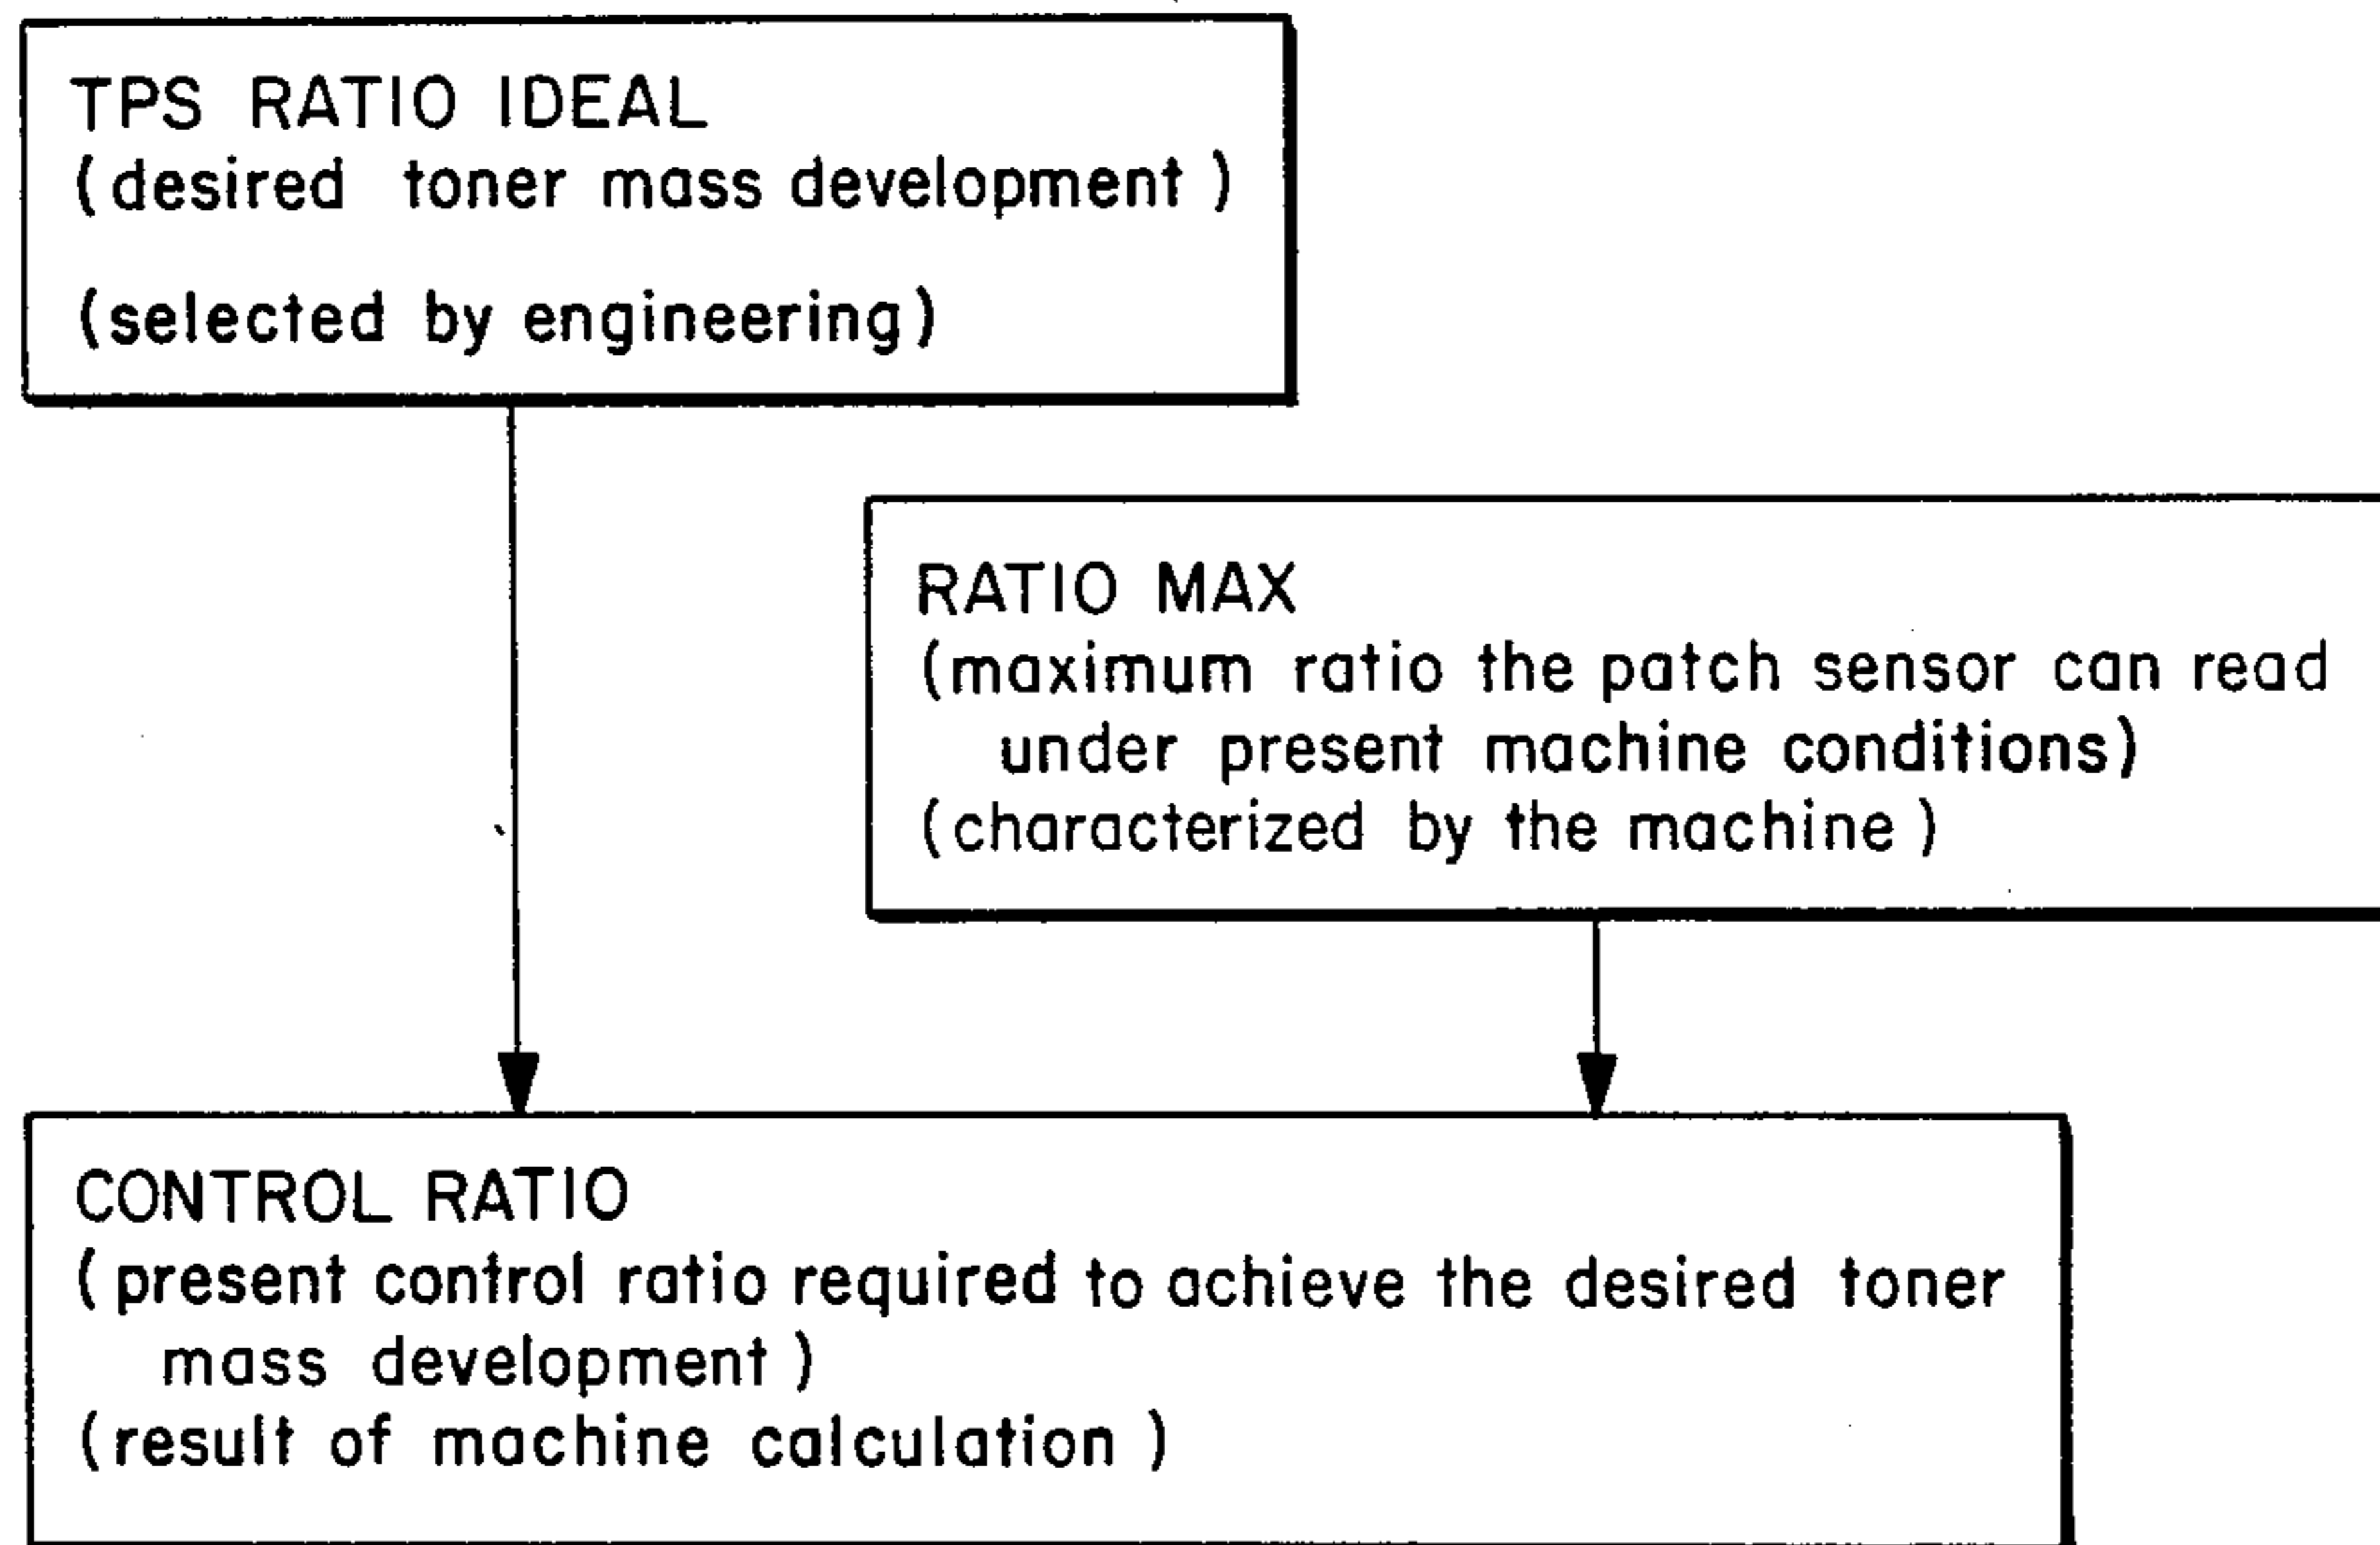 TPS RATIO IDEAL
(desired toner mass development)
(selected by engineering)
RATIO MAX
(maximum ratio the patch sensor can read
under present machine conditions)
(characterized by the machine)
CONTROL RATIO
(present control ratio required to achieve the desired toner
mass development)
(result of machine calculation)